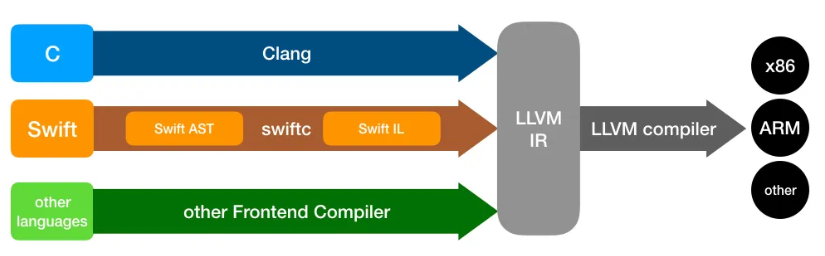 C
Clang
Swift
Swift AST
swiftc
Swift IL
other
languages
other Frontend Compiler
LLVM
IR
LLVM compiler
x86
ARM
other